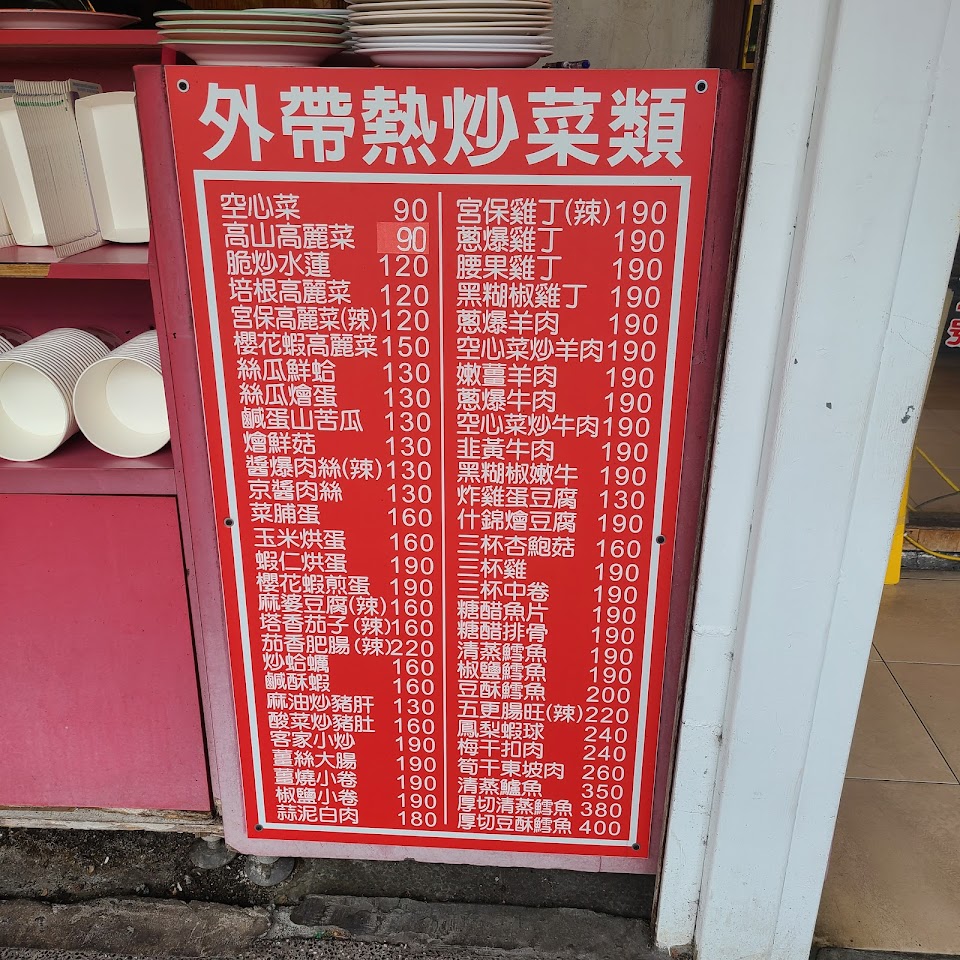 外帶熱炒菜類
空心菜 90
高山高麗菜 90
脆炒水蓮 120
培根高麗菜 120
宮保高麗菜(辣) 120
櫻花蝦高麗菜 150
絲瓜鮮蛤 130
絲瓜燴蛋 130
鹹蛋山苦瓜 130
燴鮮菇 130
醬爆肉絲(辣) 130
京醬肉絲 130
菜脯蛋 160
玉米烘蛋 160
蝦仁烘蛋 190
櫻花蝦煎蛋 190
麻婆豆腐(辣) 160
塔香茄子(辣) 160
茄香肥腸(辣) 220
炒蛤蠣 160
鹹酥蝦 160
麻油炒豬肝 130
酸菜炒豬肚 160
客家小炒 190
薑絲大腸 190
薑燒小卷 190
椒鹽小卷 190
蒜泥白肉 180
宮保雞丁(辣) 190
蔥爆雞丁 190
腰果雞丁 190
黑糊椒雞丁 190
蔥爆羊肉 190
空心菜炒羊肉 190
嫩薑羊肉 190
蔥爆牛肉 190
空心菜炒牛肉 190
韭黃牛肉 190
黑糊椒嫩牛 190
炸雞蛋豆腐 130
什錦燴豆腐 190
三杯杏鮑菇 160
三杯雞 190
三杯中卷 190
糖醋魚片 190
糖醋排骨 190
清蒸鱈魚 190
椒鹽鱈魚 190
豆酥鱈魚 200
五更腸旺(辣) 220
鳳梨蝦球 240
梅干扣肉 240
筍干東坡肉 260
清蒸鱸魚 350
厚切清蒸鱈魚 380
厚切豆酥鱈魚 400